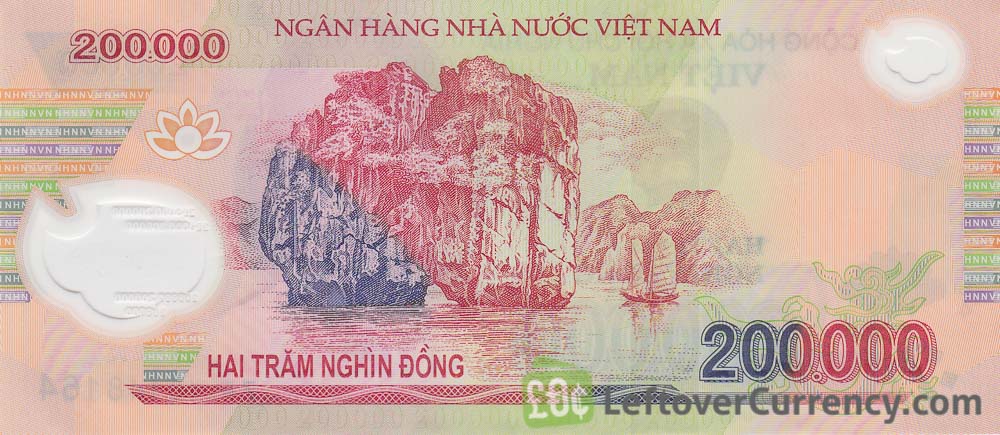 NGÂN HÀNG NHÀ NƯỚC VIỆT NAM
200.000
HAI TRĂM NGHÌN ĐỒNG
200.000
LeftoverCurrency.com